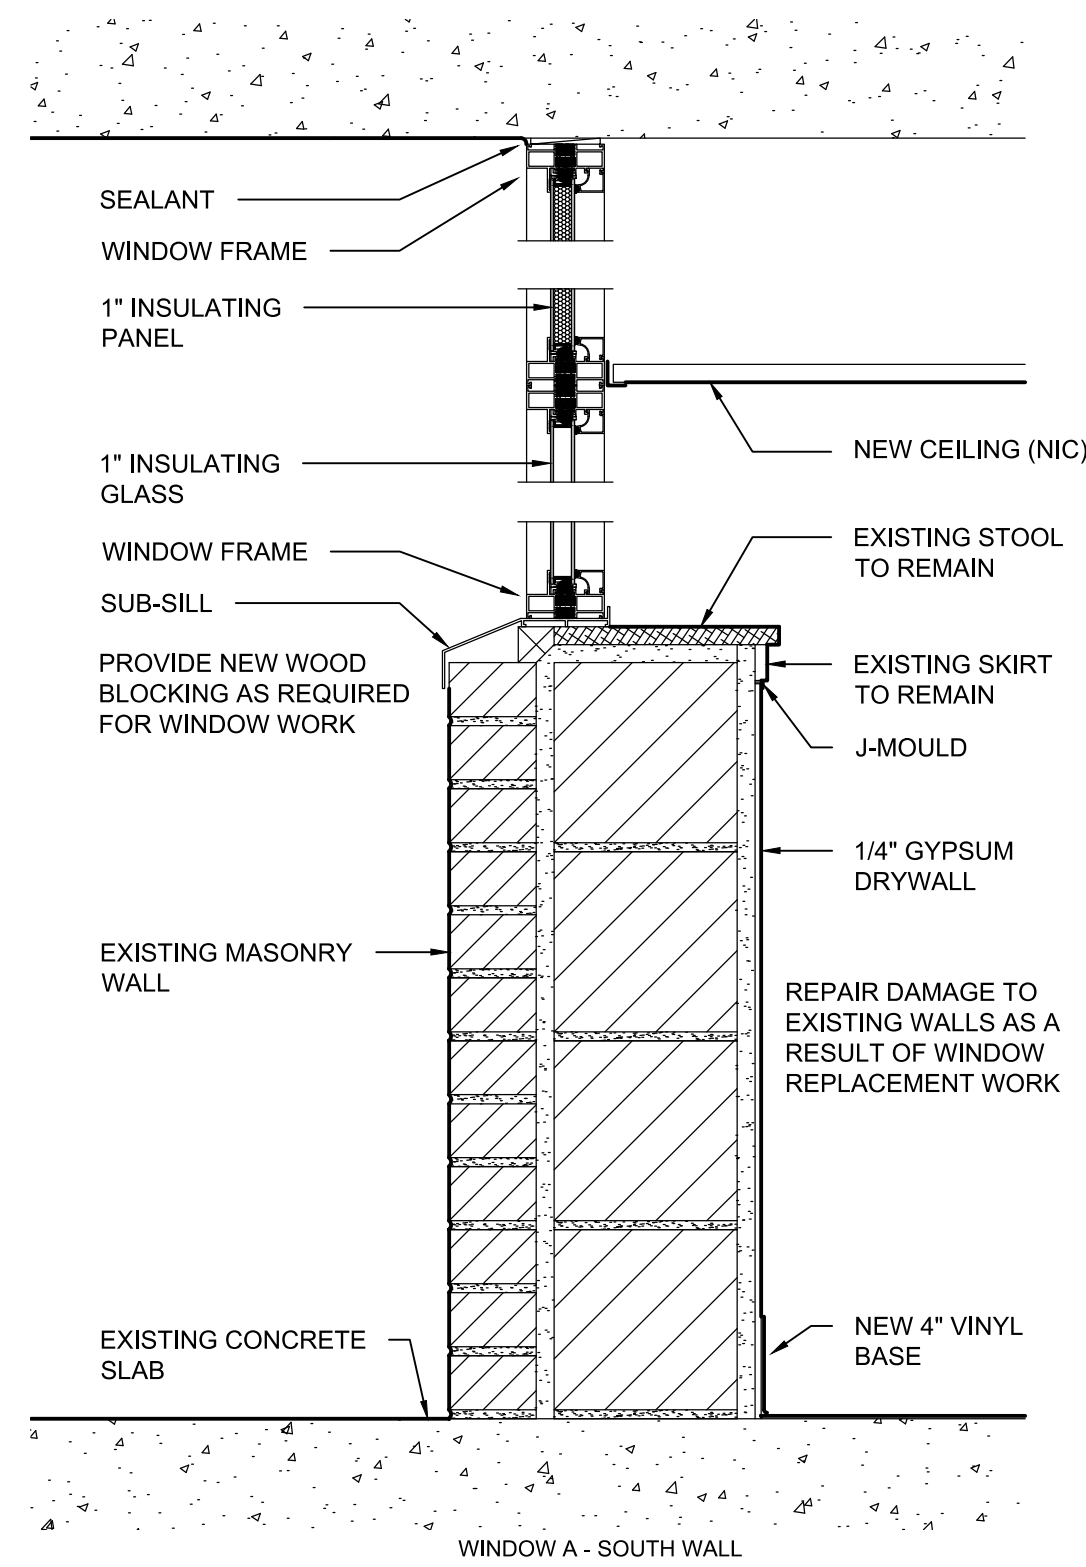 SEALANT
WINDOW FRAME
1" INSULATING
PANEL
NEW CEILING (NIC)
1" INSULATING
GLASS
WINDOW FRAME
SUB-SILL
PROVIDE NEW WOOD
BLOCKING AS REQUIRED
FOR WINDOW WORK
EXISTING STOOL
TO REMAIN
EXISTING SKIRT
TO REMAIN
J-MOULD
1/4" GYPSUM
DRYWALL
EXISTING MASONRY
WALL
REPAIR DAMAGE TO
EXISTING WALLS AS A
RESULT OF WINDOW
REPLACEMENT WORK
EXISTING CONCRETE
SLAB
NEW 4" VINYL
BASE
WINDOW A - SOUTH WALL